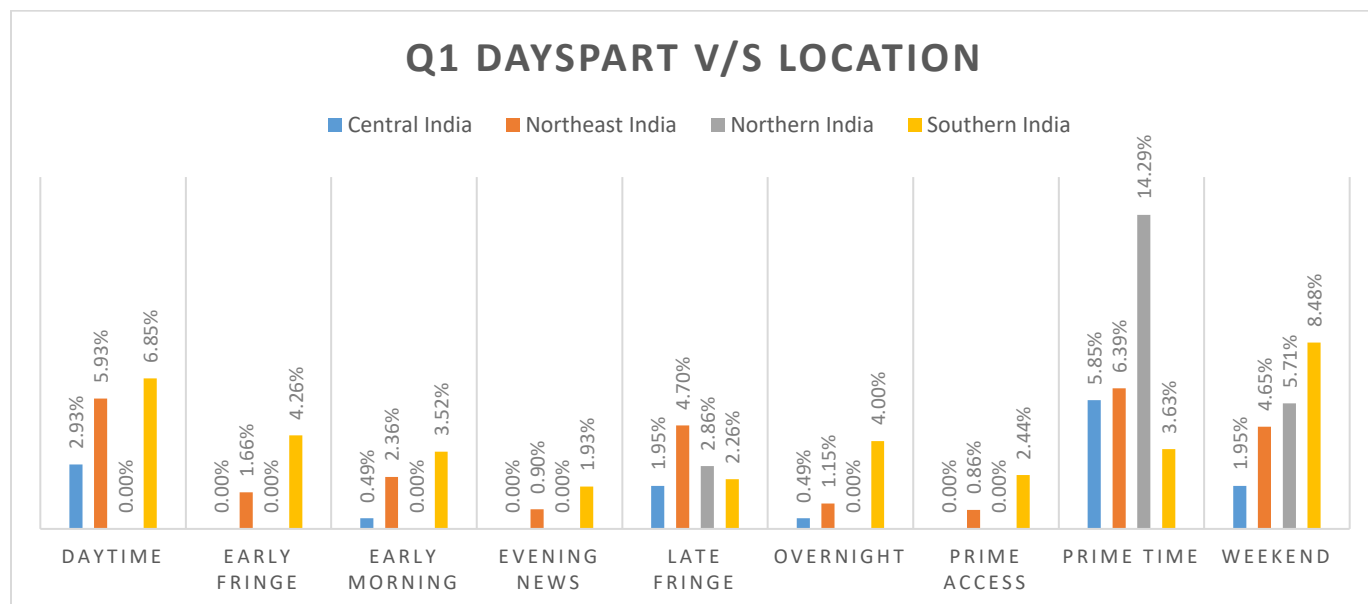 Q1 DAYSPART V/S LOCATION
Central India Northeast India Northern India Southern India
2.93% 5.93% 0.00% 6.85%
0.00% 1.66% 0.00% 4.26%
0.49% 2.36% 0.00% 3.52%
0.00% 0.90% 0.00% 1.93%
1.95% 4.70% 2.86% 2.26%
0.49% 1.15% 0.00% 4.00%
0.00% 0.86% 0.00% 2.44%
5.85% 6.39% 14.29% 3.63%
1.95% 4.65% 5.71% 8.48%
DAYTIME
EARLY
FRINGE
EARLY
MORNING
EVENING
NEWS
LATE
FRINGE
OVERNIGHT
PRIME
ACCESS
PRIME TIME
WEEKEND